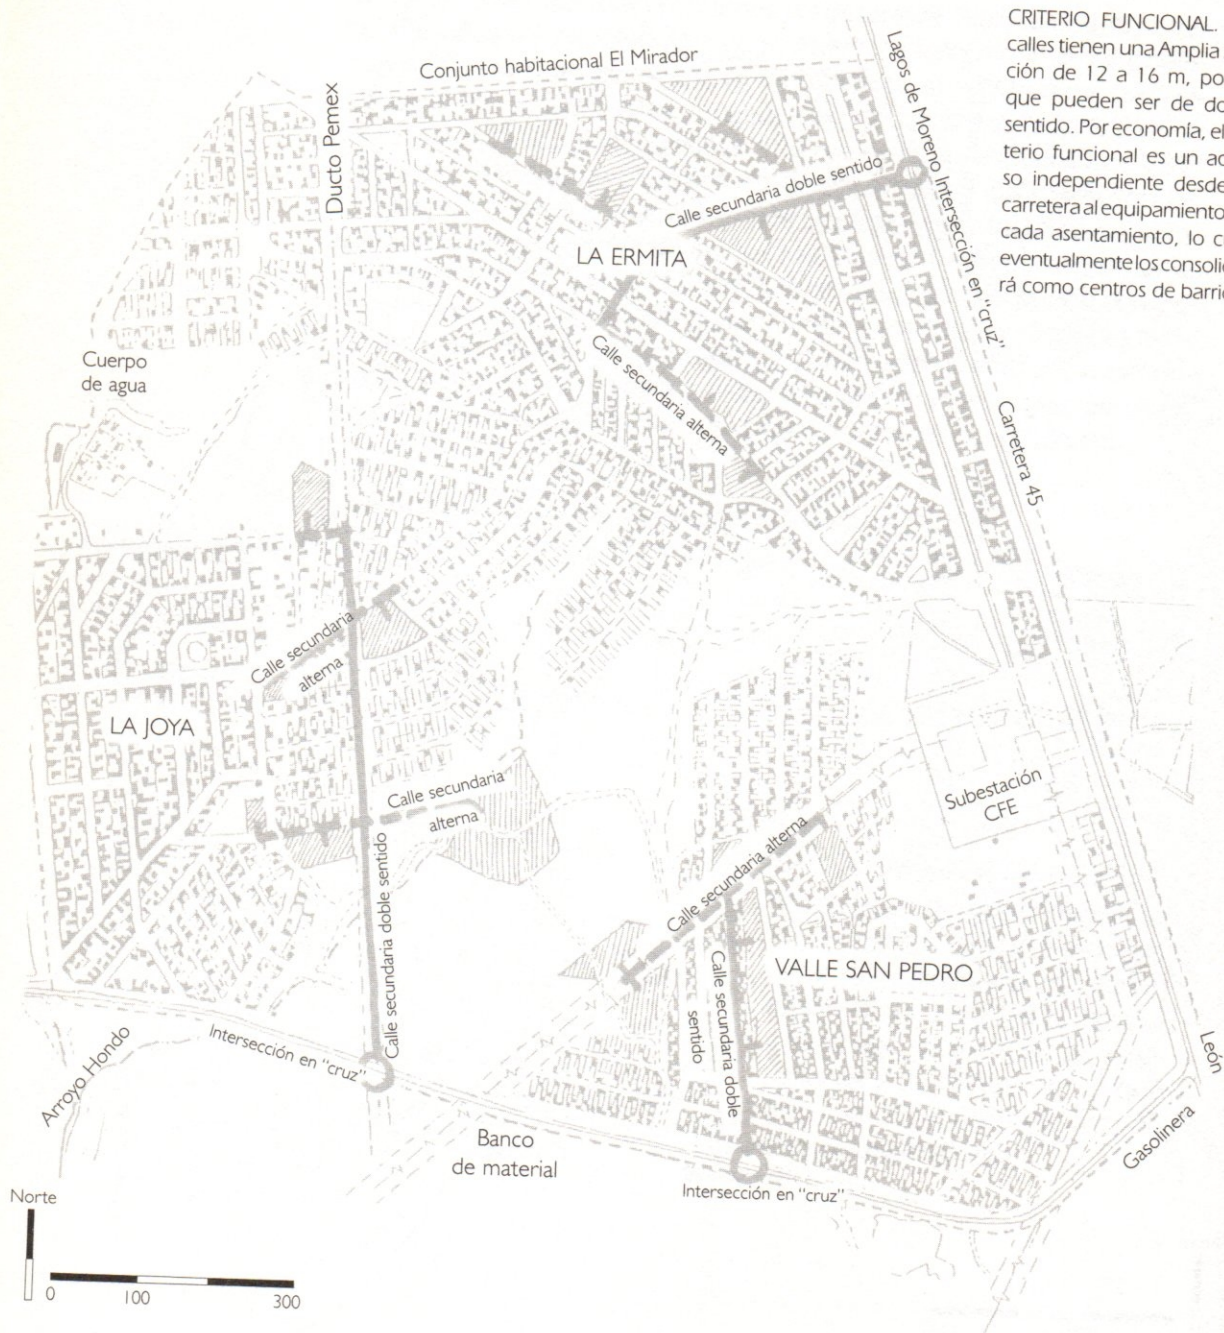 CRITERIO FUNCIONAL.
calles tienen una Amplia
ción de 12 a 16 m, po
que pueden ser de do
sentido. Por economía, el
terio funcional es un ac
so independiente desde
carretera al equipamiento
cada asentamiento, lo c
eventualmente los consolid
rá como centros de barri
Conjunto habitacional El Mirador
Ducto Pemex
Lagos de Moreno
Intersección en "cruz"
Calle secundaria doble sentido
LA ERMITA
Cuerpo
de agua
Calle secundaria alterna
Carretera 45
Calle secundaria
alterna
LA JOYA
Calle secundaria
alterna
Subestación
CFE
Calle secundaria doble sentido
Calle secundaria alterna
VALLE SAN PEDRO
Calle secundaria doble
sentido
Arroyo Hondo
Intersección en "cruz"
León
Gasolinera
Banco
de material
Intersección en "cruz"
Norte
0 100 300